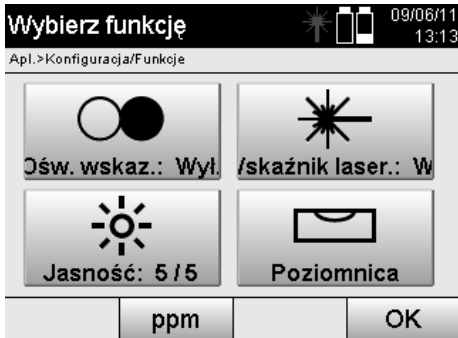 Wybierz funkcję
09/06/11
13:13
Apl.>Konfiguracja/Funkcje
Ośw. wskaz.: Wył.
/skaźnik laser.: W
Jasność: 5/5
Poziomnica
ppm
OK